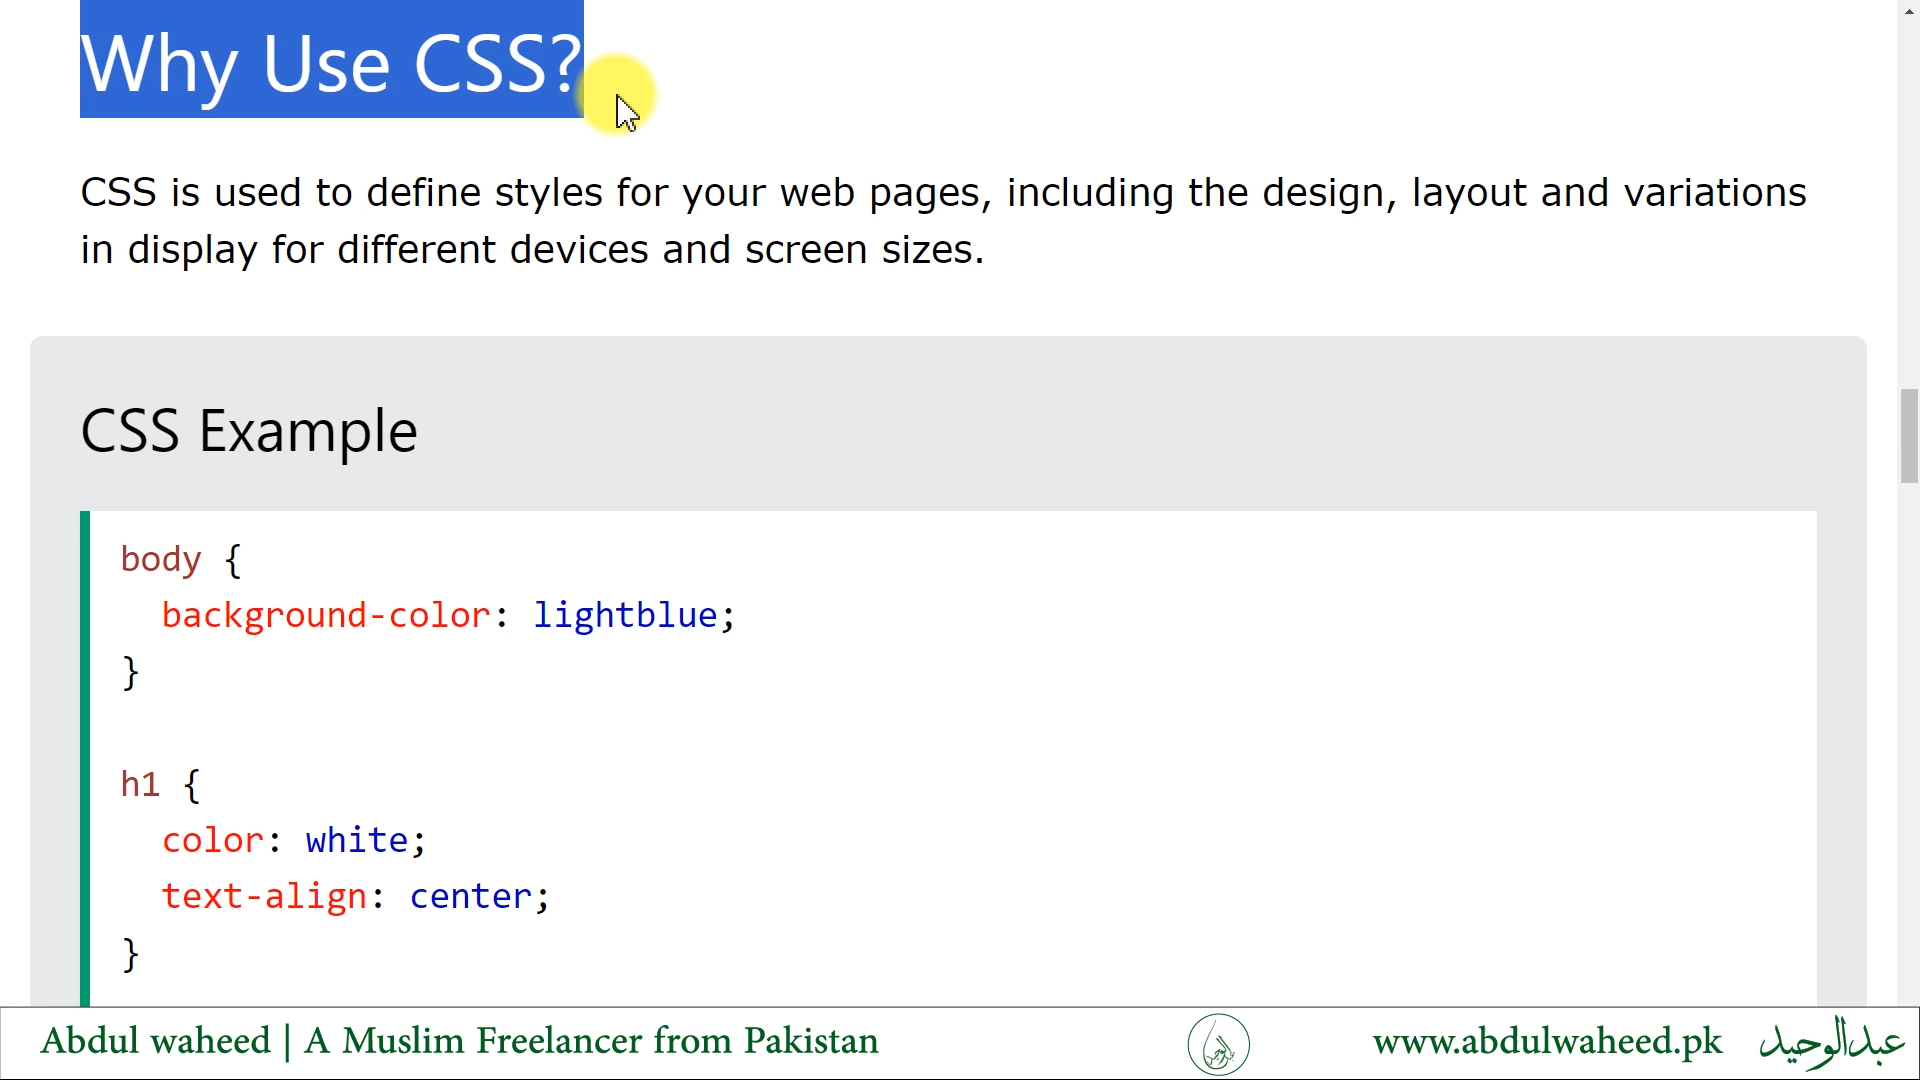 Why Use CSS?
CSS is used to define styles for your web pages, including the design, layout and variations
in display for different devices and screen sizes.
CSS Example
body {
  background-color: lightblue;
}
h1 {
  color: white;
  text-align: center;
}
Abdul waheed | A Muslim Freelancer from Pakistan
www.abdulwaheed.pk
عبدالوحيد